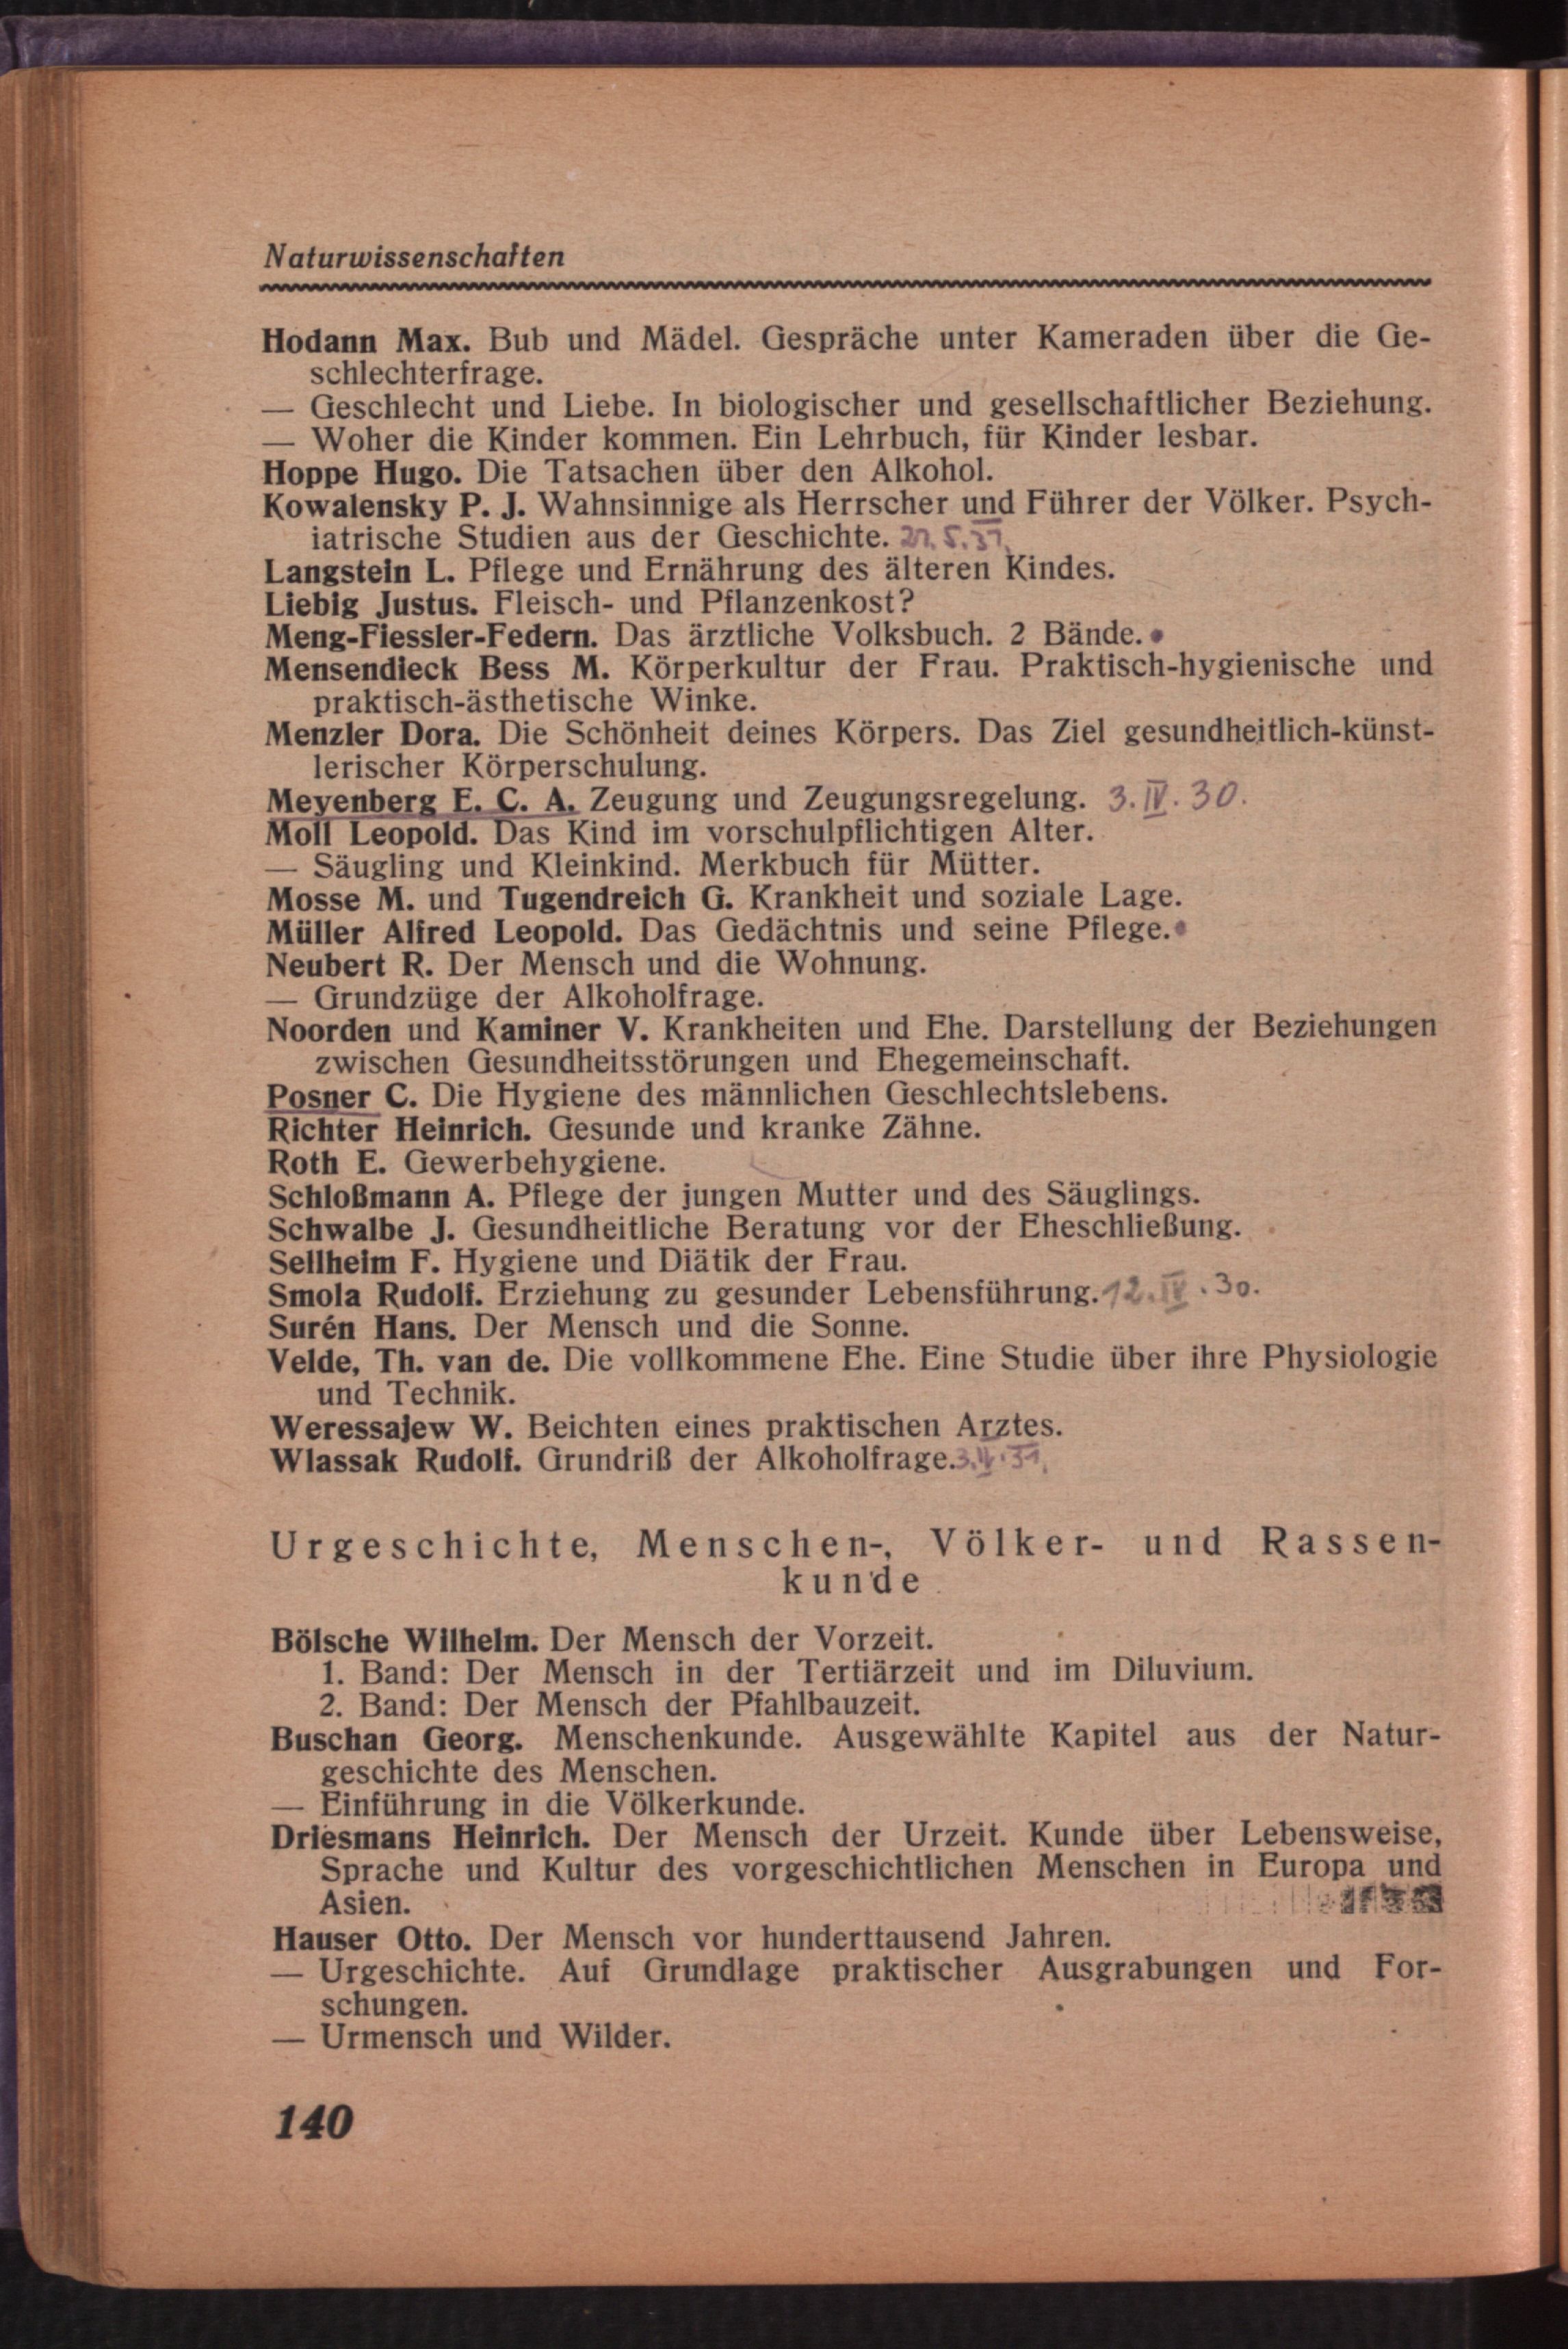 Naturwissenschaften
Hodann Max. Bub und Mädel. Gespräche unter Kameraden über die Ge-
schlechterfrage.
— Geschlecht und Liebe. In biologischer und gesellschaftlicher Beziehung.
— Woher die Kinder kommen. Ein Lehrbuch, für Kinder lesbar.
Hoppe Hugo. Die Tatsachen über den Alkohol.
Kowalensky P. J. Wahnsinnige als Herrscher und Führer der Völker. Psych-
iatrische Studien aus der Geschichte.
Langstein L. Pflege und Ernährung des älteren Kindes.
Liebig Justus. Fleisch- und Pflanzenkost?
Meng-Fiessler-Federn. Das ärztliche Volksbuch. 2 Bände.
Mensendieck Bess M. Körperkultur der Frau. Praktisch-hygienische und
praktisch-ästhetische Winke.
Menzler Dora. Die Schönheit deines Körpers. Das Ziel gesundheitlich-künst-
lerischer Körperschulung.
Meyenberg E. C. A. Zeugung und Zeugungsregelung. 3. IV. 30.
Moll Leopold. Das Kind im vorschulpflichtigen Alter.
— Säugling und Kleinkind. Merkbuch für Mütter.
Mosse M. und Tugendreich G. Krankheit und soziale Lage.
Müller Alfred Leopold. Das Gedächtnis und seine Pflege.
Neubert R. Der Mensch und die Wohnung.
— Grundzüge der Alkoholfrage.
Noorden und Kaminer V. Krankheiten und Ehe. Darstellung der Beziehungen
zwischen Gesundheitsstörungen und Ehegemeinschaft.
Posner C. Die Hygiene des männlichen Geschlechtslebens.
Richter Heinrich. Gesunde und kranke Zähne.
Roth E. Gewerbehygiene.
Schloßmann A. Pflege der jungen Mutter und des Säuglings.
Schwalbe J. Gesundheitliche Beratung vor der Eheschließung.
Sellheim F. Hygiene und Diätik der Frau.
Smola Rudolf. Erziehung zu gesunder Lebensführung. 12. IV. 30.
Surén Hans. Der Mensch und die Sonne.
Velde, Th. van de. Die vollkommene Ehe. Eine Studie über ihre Physiologie
und Technik.
Weressajew W. Beichten eines praktischen Arztes.
Wlassak Rudolf. Grundriß der Alkoholfrage.
Urgeschichte, Menschen-, Völker- und Rassen-
kunde
Bölsche Wilhelm. Der Mensch der Vorzeit.
1. Band: Der Mensch in der Tertiärzeit und im Diluvium.
2. Band: Der Mensch der Pfahlbauzeit.
Buschan Georg. Menschenkunde. Ausgewählte Kapitel aus der Natur-
geschichte des Menschen.
— Einführung in die Völkerkunde.
Driesmans Heinrich. Der Mensch der Urzeit. Kunde über Lebensweise,
Sprache und Kultur des vorgeschichtlichen Menschen in Europa und
Asien.
Hauser Otto. Der Mensch vor hunderttausend Jahren.
— Urgeschichte. Auf Grundlage praktischer Ausgrabungen und For-
schungen.
— Urmensch und Wilder.
140